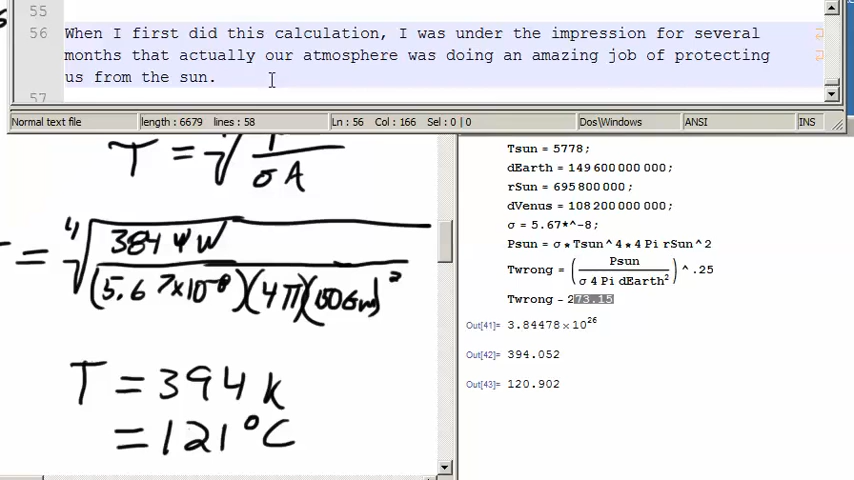 55
56 When I first did this calculation, I was under the impression for several
months that actually our atmosphere was doing an amazing job of protecting
us from the sun.
57
Normal text file length : 6679 lines : 58 Ln : 56 Col : 166 Sel : 0 | 0 Dos\Windows ANSI INS
T = ∜
σ A
= ∜ 384 YW
(5.67×10⁻⁸)(4π)(150Gm)²
T = 394 K
= 121°C
Tsun = 5778;
dEarth = 149 600 000 000;
rSun = 695 800 000;
dVenus = 108 200 000 000;
σ = 5.67*^-8;
Psun = σ * Tsun^4 * 4 Pi rSun^2
Twrong = (Psun / σ 4 Pi dEarth²)^.25
Twrong - 273.15
Out[41]= 3.84478 × 10²⁶
Out[42]= 394.052
Out[43]= 120.902